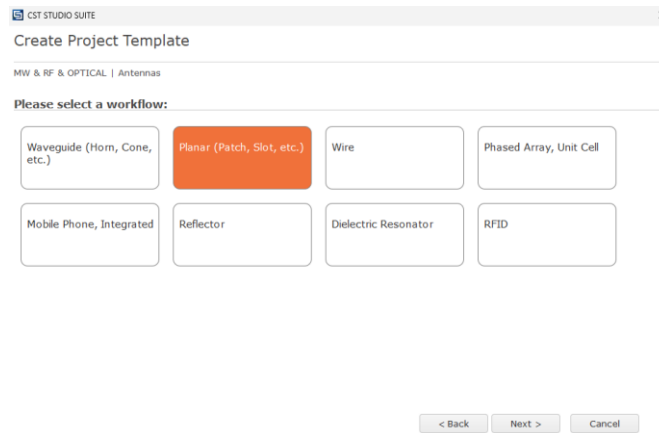 CST STUDIO SUITE
Create Project Template
MW & RF & OPTICAL | Antennas
Please select a workflow:
Waveguide (Horn, Cone,
etc.)
Planar (Patch, Slot, etc.)
Wire
Phased Array, Unit Cell
Mobile Phone, Integrated
Reflector
Dielectric Resonator
RFID
< Back
Next >
Cancel